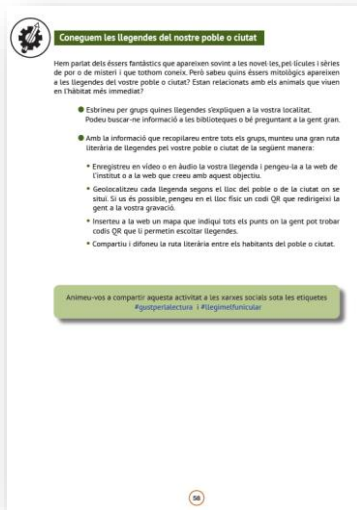 Coneguem les llegendes del nostre poble o ciutat
Hem parlat dels éssers fantàstics que apareixen sovint a les novel·les, pel·lícules i sèries
de por o de misteri i que tothom coneix. Però sabeu quins éssers mitològics apareixen
a les llegendes del vostre poble o ciutat? Estan relacionats amb els animals que viuen
en l'hàbitat més immediat?
● Esbrineu per grups quines llegendes s'expliquen a la vostra localitat.
Podeu buscar-ne informació a les biblioteques o bé preguntant a la gent gran.
● Amb la informació que recopilareu entre tots els grups, munteu una gran ruta
literària de llegendes pel vostre poble o ciutat de la següent manera:
• Enregistreu en vídeo o en àudio la vostra llegenda i pengeu-la a la web de
l'institut o a la web que creeu amb aquest objectiu.
• Geolocalitzeu cada llegenda segons el lloc del poble o de la ciutat on se
situï. Si us és possible, pengeu en el lloc físic un codi QR que redirigeixi la
gent a la vostra gravació.
• Inserteu a la web un mapa que indiqui tots els punts on la gent pot trobar
codis QR que li permetin escoltar llegendes.
• Compartiu i difoneu la ruta literària entre els habitants del poble o ciutat.
Animeu-vos a compartir aquesta activitat a les xarxes socials sota les etiquetes
#gustperlalectura i #llegimelfunicular
58